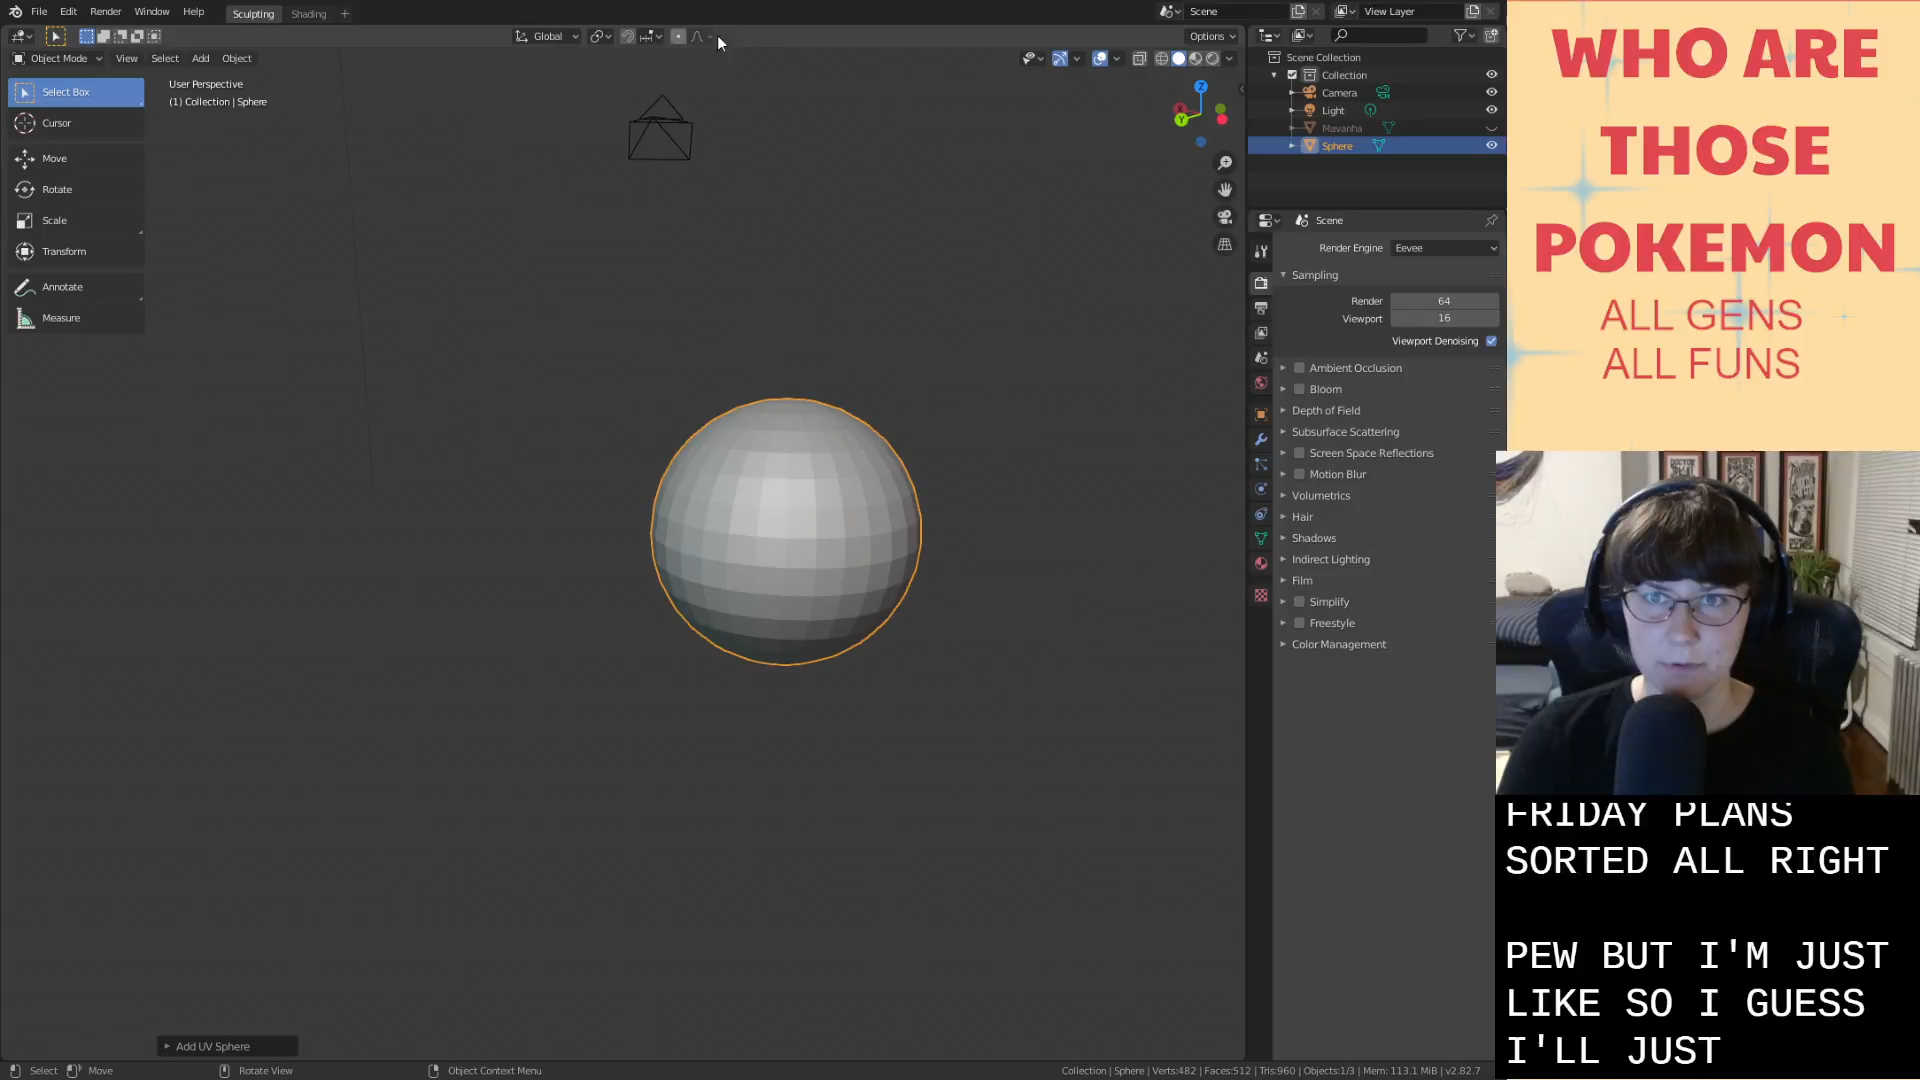 File Edit Render Window Help Sculpting Shading +
Scene View Layer
Global Options
Object Mode View Select Add Object
Select Box
Cursor
Move
Rotate
Scale
Transform
Annotate
Measure
User Perspective
(1) Collection | Sphere
Z
X
Y
Add UV Sphere
Scene Collection
Collection
Camera
Light
Mavanha
Sphere
Scene
Render Engine Eevee
Sampling
Render 64
Viewport 16
Viewport Denoising
Ambient Occlusion
Bloom
Depth of Field
Subsurface Scattering
Screen Space Reflections
Motion Blur
Volumetrics
Hair
Shadows
Indirect Lighting
Film
Simplify
Freestyle
Color Management
WHO ARE
THOSE
POKEMON
ALL GENS
ALL FUNS
FRIDAY PLANS
SORTED ALL RIGHT
PEW BUT I'M JUST
LIKE SO I GUESS
I'LL JUST
Select Move Rotate View Object Context Menu
Collection | Sphere | Verts:482 | Faces:512 | Tris:960 | Objects:1/3 | Mem: 113.1 MiB | v2.82.7